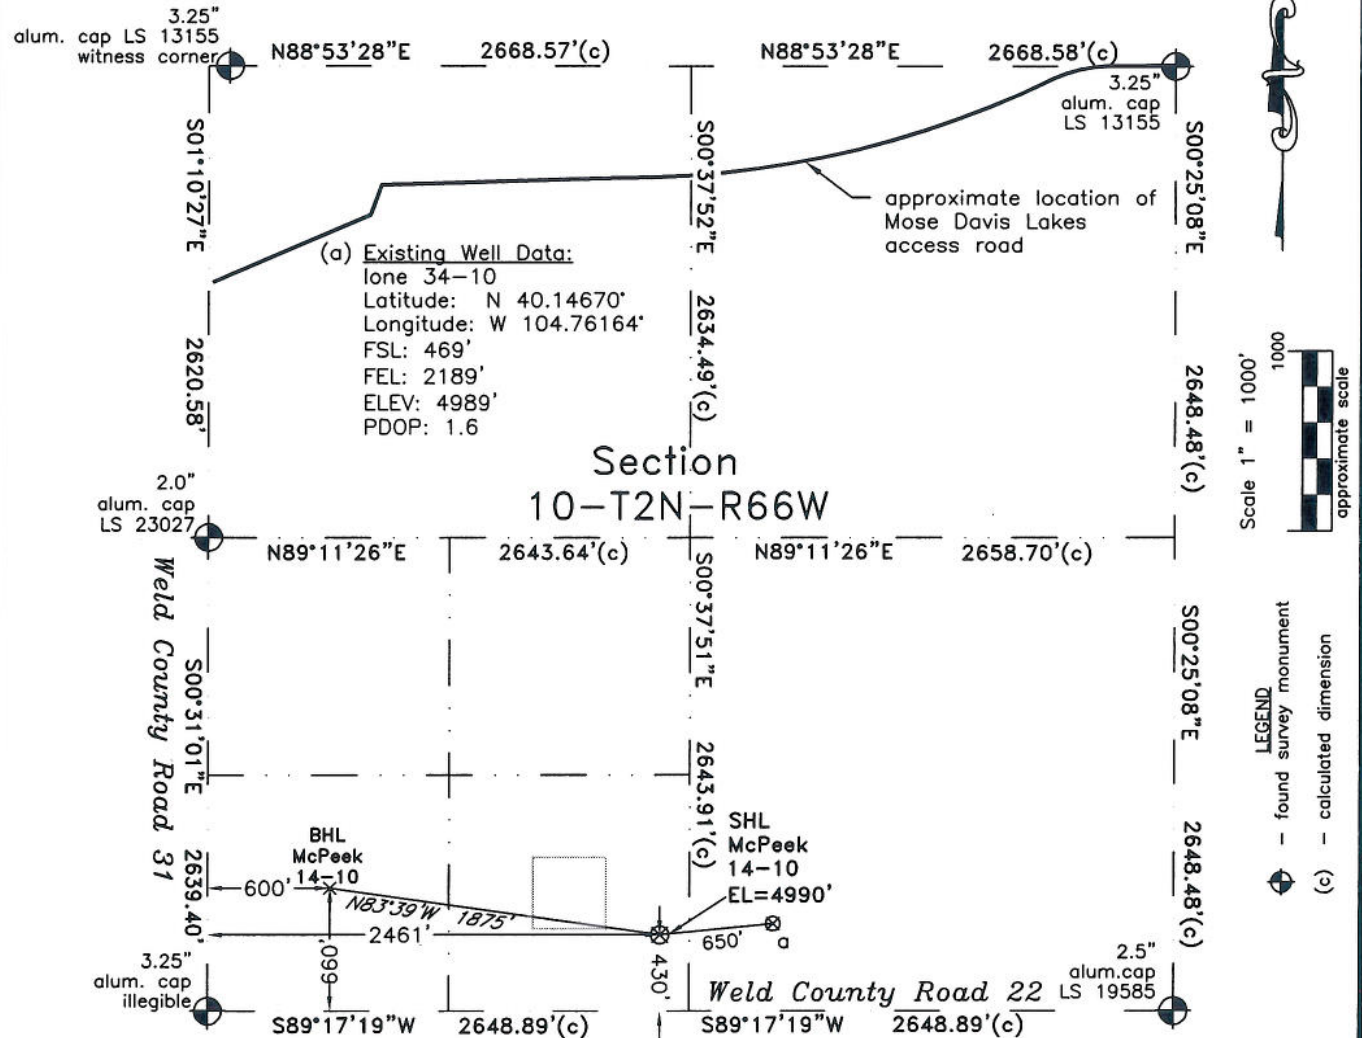 3.25"
alum. cap LS 13155
witness corner
N88°53'28"E 2668.57'(c) N88°53'28"E 2668.58'(c)
3.25"
alum. cap
LS 13155
S01°10'27"E
2620.58'
S00°37'52"E
2634.49'(c)
S00°25'08"E
2648.48'(c)
approximate location of
Mose Davis Lakes
access road
(a) Existing Well Data:
Ione 34-10
Latitude: N 40.14670°
Longitude: W 104.76164°
FSL: 469'
FEL: 2189'
ELEV: 4989'
PDOP: 1.6
Section
10-T2N-R66W
2.0"
alum. cap
LS 23027
N89°11'26"E 2643.64'(c) N89°11'26"E 2658.70'(c)
Weld County Road 31
S00°31'01"E
2639.40'
S00°37'51"E
2643.91'(c)
S00°25'08"E
2648.48'(c)
BHL
McPeek
14-10
600'
N83°39'W 1875'
2461'
660'
SHL
McPeek
14-10
EL=4990'
650'
a
430'
3.25"
alum. cap
illegible
2.5"
alum.cap
LS 19585
Weld County Road 22
S89°17'19"W 2648.89'(c) S89°17'19"W 2648.89'(c)
Scale 1" = 1000'
1000
approximate scale
LEGEND
- found survey monument
(c) - calculated dimension